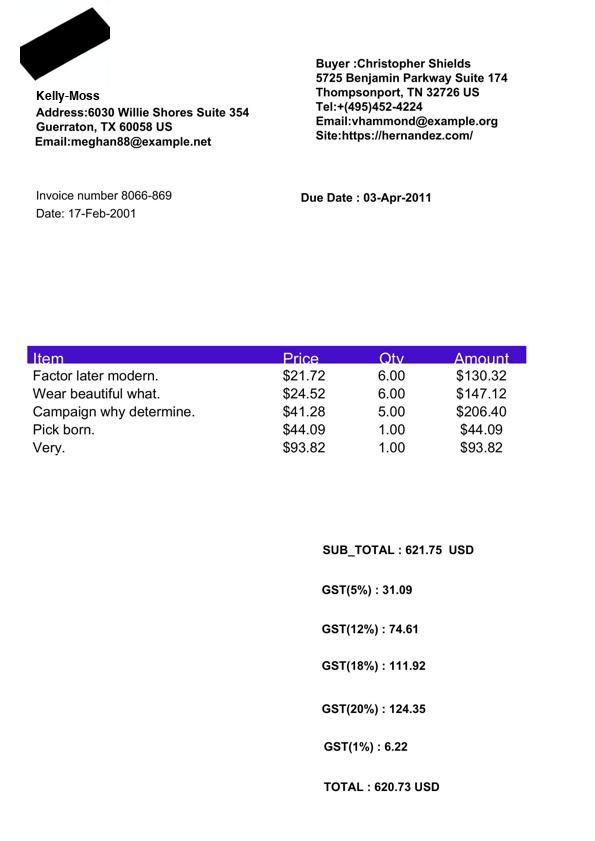 Kelly-Moss
Address:6030 Willie Shores Suite 354
Guerraton, TX 60058 US
Email:meghan88@example.net
Buyer :Christopher Shields
5725 Benjamin Parkway Suite 174
Thompsonport, TN 32726 US
Tel:+(495)452-4224
Email:vhammond@example.org
Site:https://hernandez.com/
Invoice number 8066-869
Date: 17-Feb-2001
Due Date : 03-Apr-2011
Item Price Qty Amount
Factor later modern. $21.72 6.00 $130.32
Wear beautiful what. $24.52 6.00 $147.12
Campaign why determine. $41.28 5.00 $206.40
Pick born. $44.09 1.00 $44.09
Very. $93.82 1.00 $93.82
SUB_TOTAL : 621.75 USD
GST(5%) : 31.09
GST(12%) : 74.61
GST(18%) : 111.92
GST(20%) : 124.35
GST(1%) : 6.22
TOTAL : 620.73 USD